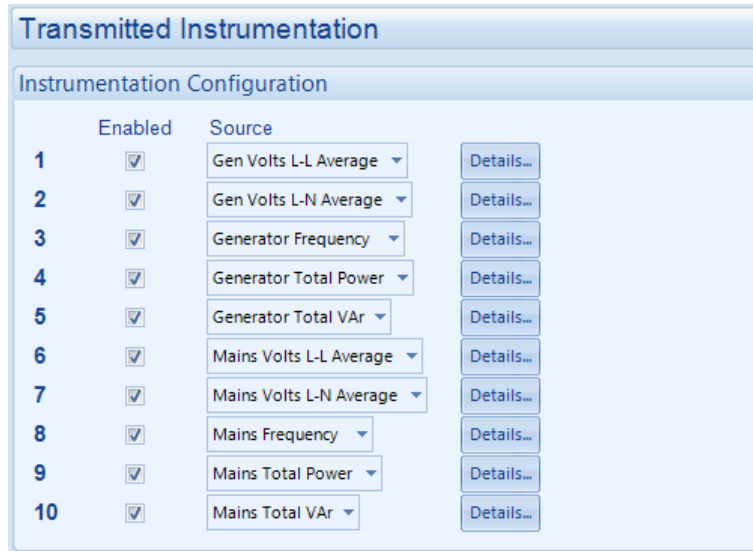 Transmitted Instrumentation
Instrumentation Configuration
Enabled Source
1 Gen Volts L-L Average Details...
2 Gen Volts L-N Average Details...
3 Generator Frequency Details...
4 Generator Total Power Details...
5 Generator Total VAr Details...
6 Mains Volts L-L Average Details...
7 Mains Volts L-N Average Details...
8 Mains Frequency Details...
9 Mains Total Power Details...
10 Mains Total VAr Details...